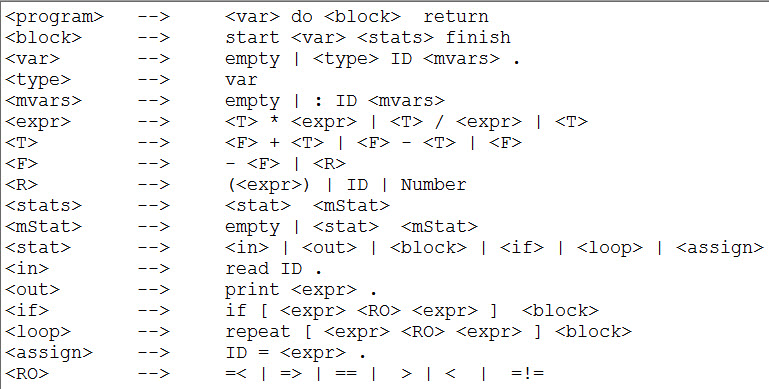 <program> --> <var> do <block> return
<block> --> start <var> <stats> finish
<var> --> empty | <type> ID <mvars> .
<type> --> var
<mvars> --> empty | : ID <mvars>
<expr> --> <T> * <expr> | <T> / <expr> | <T>
<T> --> <F> + <T> | <F> - <T> | <F>
<F> --> - <F> | <R>
<R> --> (<expr>) | ID | Number
<stats> --> <stat> <mStat>
<mStat> --> empty | <stat> <mStat>
<stat> --> <in> | <out> | <block> | <if> | <loop> | <assign>
<in> --> read ID .
<out> --> print <expr> .
<if> --> if [ <expr> <RO> <expr> ] <block>
<loop> --> repeat [ <expr> <RO> <expr> ] <block>
<assign> --> ID = <expr> .
<RO> --> =< | => | == | > | < | =!=